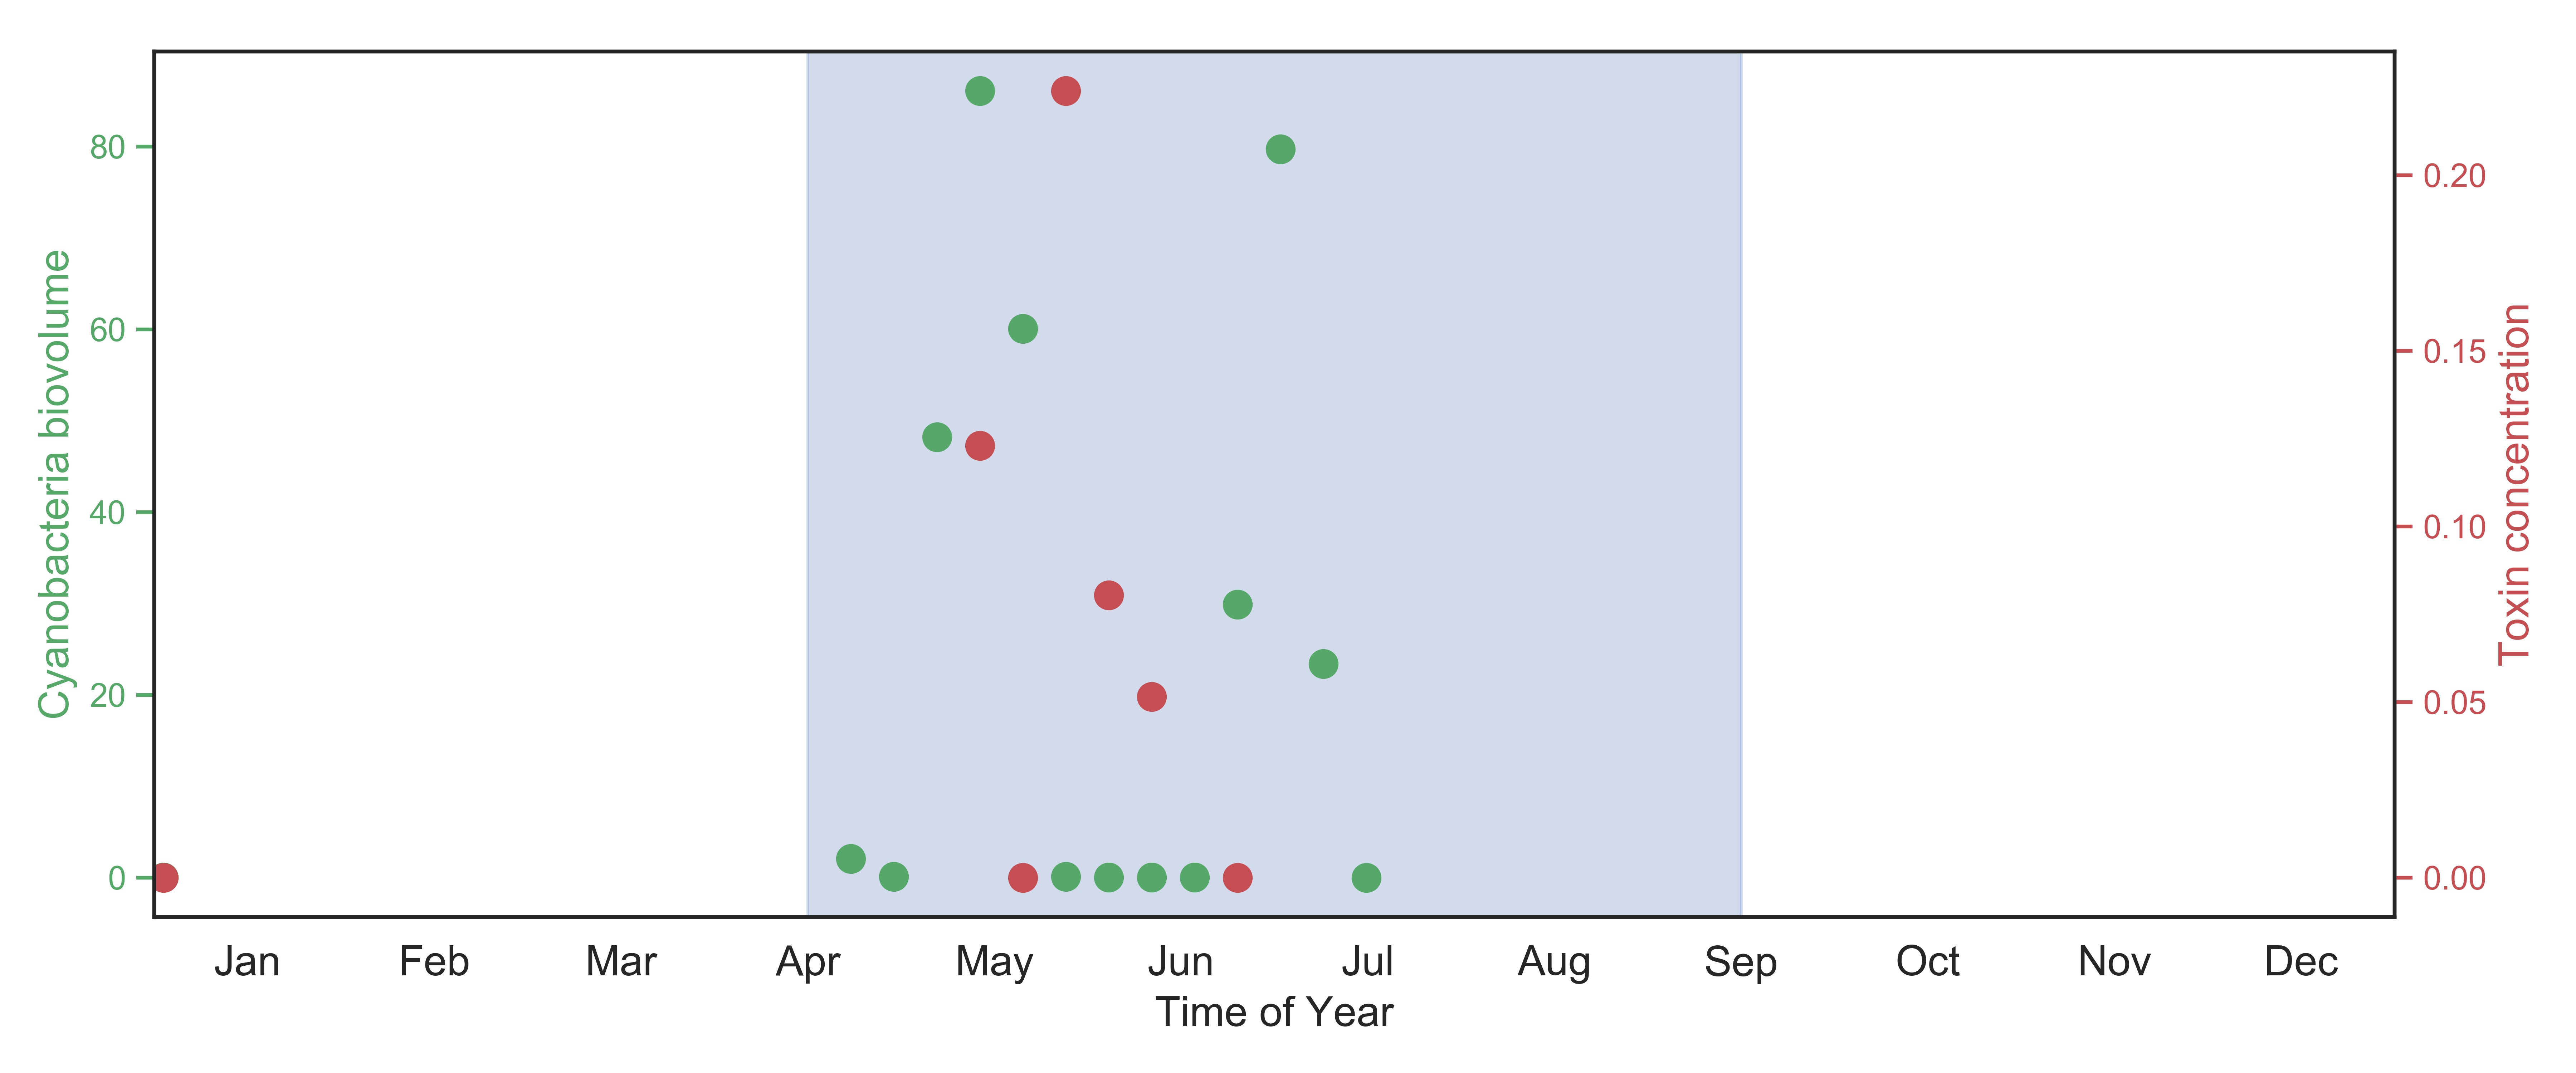 Cyanobacteria biovolume
80
60
40
20
0
0.20
0.15
0.10
0.05
0.00
Toxin concentration
Jan Feb Mar Apr May Jun Jul Aug Sep Oct Nov Dec
Time of Year